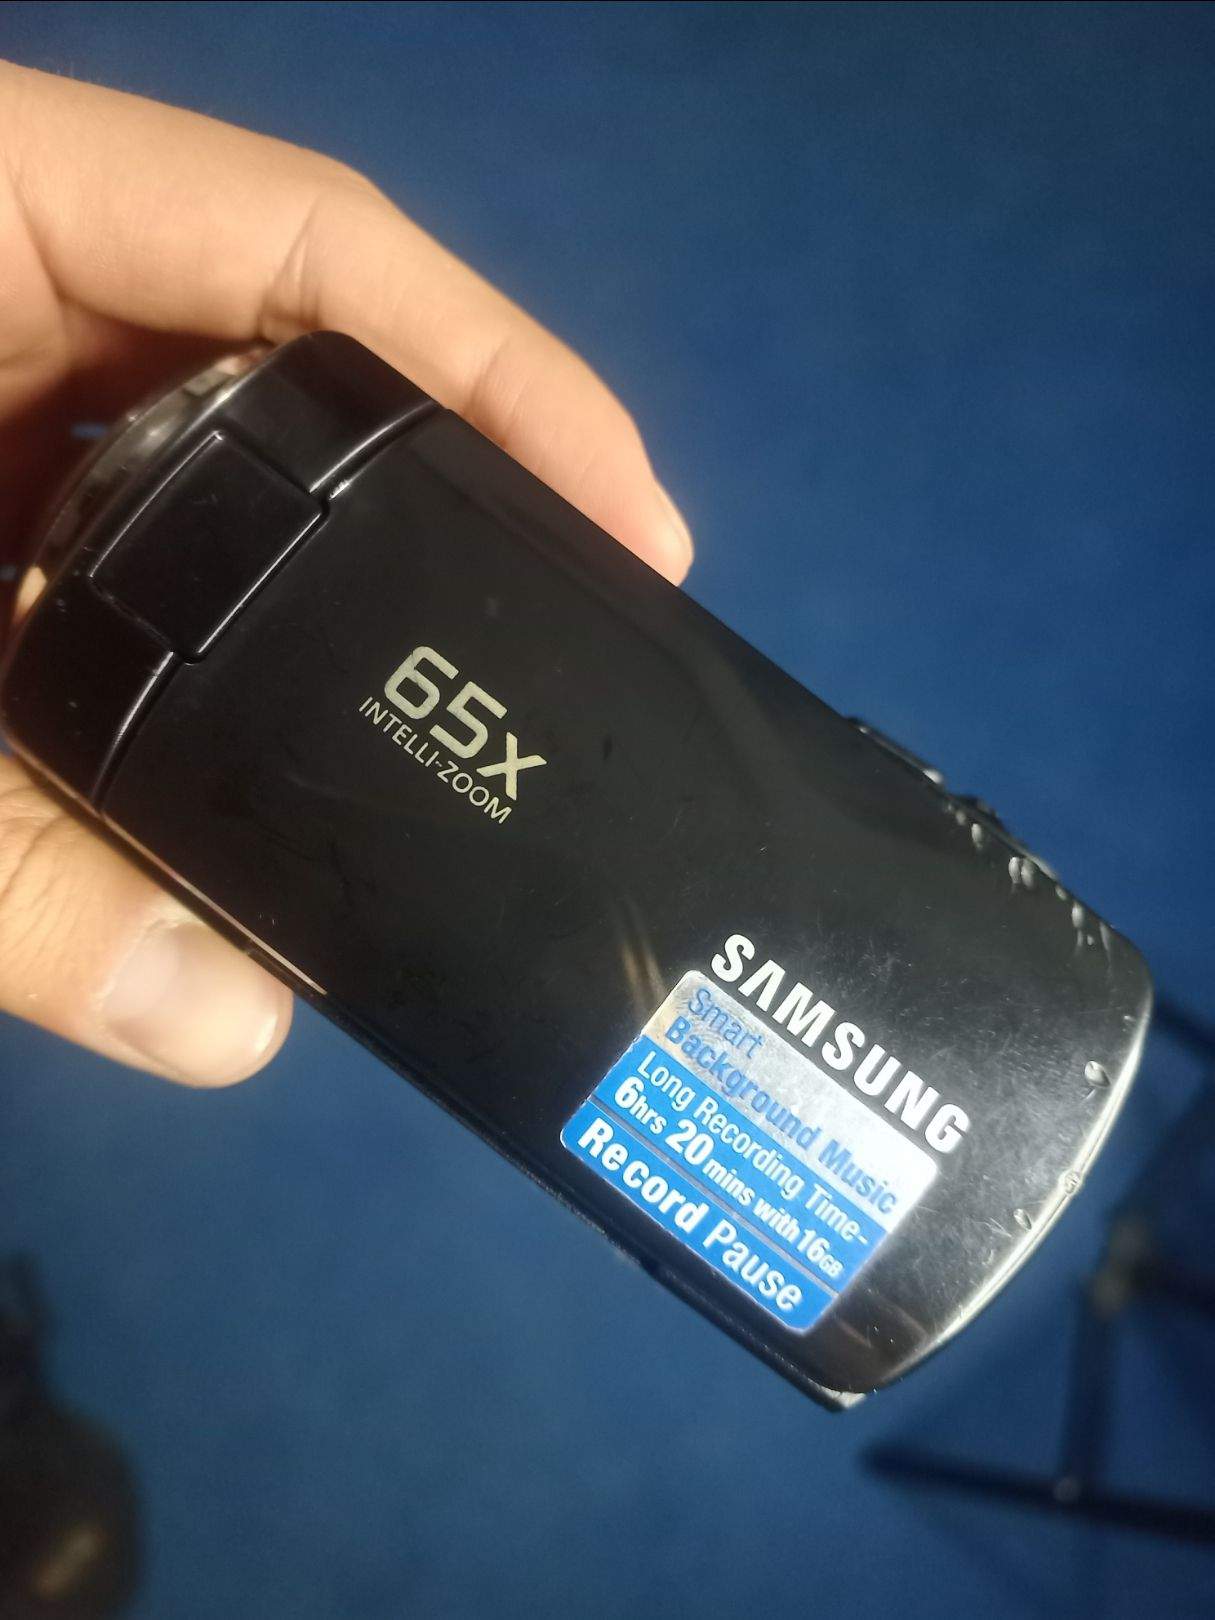 65x
INTELLI-ZOOM
SAMSUNG
Smart
Background Music
Long Recording Time-
6hrs 20mins with 16GB
Record Pause